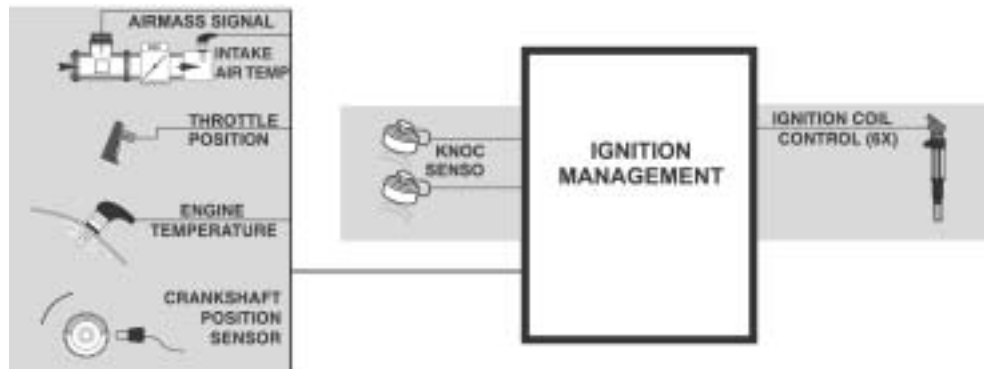 AIRMASS SIGNAL
INTAKE
AIR TEMP
THROTTLE
POSITION
ENGINE
TEMPERATURE
CRANKSHAFT
POSITION
SENSOR
KNOC
SENSO
IGNITION
MANAGEMENT
IGNITION COIL
CONTROL (6X)